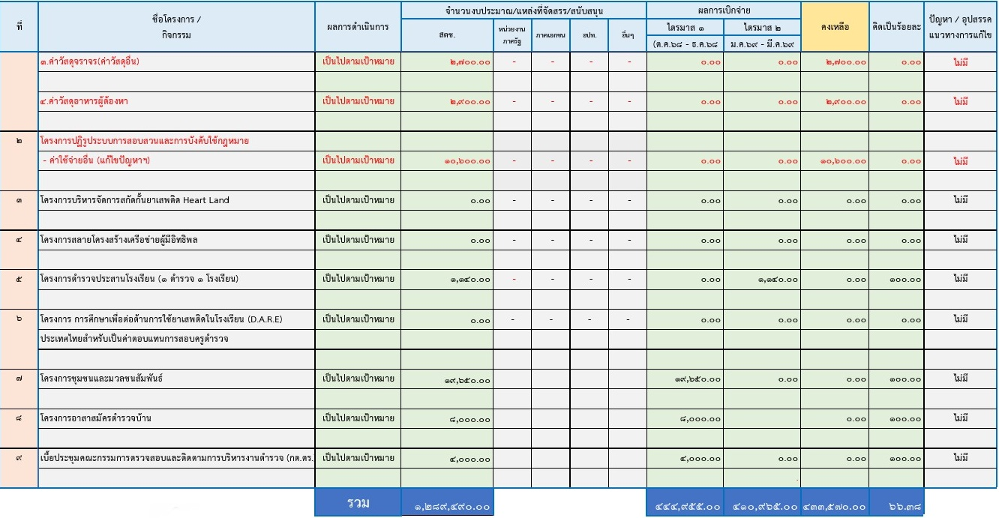 ที่ ชื่อโครงการ / กิจกรรม ผลการดำเนินการ จำนวนงบประมาณ/แหล่งที่จัดสรร/สนับสนุน ผลการเบิกจ่าย คงเหลือ คิดเป็นร้อยละ ปัญหา / อุปสรรค แนวทางการแก้ไข
สตช. หน่วยงานภาครัฐ ภาคเอกชน อปท. อื่นๆ ไตรมาส ๑ ไตรมาส ๒
(ต.ค.๖๘ - ธ.ค.๖๘ ม.ค.๖๙ - มี.ค.๖๙
๓.ค่าวัสดุจราจร(ค่าวัสดุอื่น) เป็นไปตามเป้าหมาย ๒,๗๐๐.๐๐ - - - - ๐.๐๐ ๐.๐๐ ๒,๗๐๐.๐๐ ๐.๐๐ ไม่มี
๔.ค่าวัสดุอาหารผู้ต้องหา เป็นไปตามเป้าหมาย ๒,๙๐๐.๐๐ - - - - ๐.๐๐ ๐.๐๐ ๒,๙๐๐.๐๐ ๐.๐๐ ไม่มี
๒ โครงการปฏิรูประบบการสอบสวนและการบังคับใช้กฎหมาย
- ค่าใช้จ่ายอื่น (แก้ไขปัญหาฯ) เป็นไปตามเป้าหมาย ๑๐,๖๐๐.๐๐ - - - - ๐.๐๐ ๐.๐๐ ๑๐,๖๐๐.๐๐ ๐.๐๐ ไม่มี
๓ โครงการบริหารจัดการสกัดกั้นยาเสพติด Heart Land เป็นไปตามเป้าหมาย ๐.๐๐ - - - - ๐.๐๐ ๐.๐๐ ๐.๐๐ ๐.๐๐ ไม่มี
๔ โครงการสลายโครงสร้างเครือข่ายผู้มีอิทธิพล เป็นไปตามเป้าหมาย ๐.๐๐ - - - - ๐.๐๐ ๐.๐๐ ๐.๐๐ ๐.๐๐ ไม่มี
๕ โครงการตำรวจประสานโรงเรียน (๑ ตำรวจ ๑ โรงเรียน) เป็นไปตามเป้าหมาย ๑,๑๔๐.๐๐ - - - - ๐.๐๐ ๑,๑๔๐.๐๐ ๐.๐๐ ๑๐๐.๐๐ ไม่มี
๖ โครงการ การศึกษาเพื่อต่อต้านการใช้ยาเสพติดในโรงเรียน (D.A.R.E) เป็นไปตามเป้าหมาย ๐.๐๐ - - - - ๐.๐๐ ๐.๐๐ ๐.๐๐ ๐.๐๐ ไม่มี
ประเทศไทยสำหรับเป็นค่าตอบแทนการสอนครูตำรวจ
๗ โครงการชุมชนและมวลชนสัมพันธ์ เป็นไปตามเป้าหมาย ๑๙,๖๕๐.๐๐ ๑๙,๖๕๐.๐๐ ๐.๐๐ ๐.๐๐ ๑๐๐.๐๐ ไม่มี
๘ โครงการอาสาสมัครตำรวจบ้าน เป็นไปตามเป้าหมาย ๘,๐๐๐.๐๐ ๘,๐๐๐.๐๐ ๐.๐๐ ๑๐๐.๐๐ ไม่มี
๙ เบี้ยประชุมคณะกรรมการตรวจสอบและติดตามการบริหารงานตำรวจ (กต.ตร. เป็นไปตามเป้าหมาย ๔,๐๐๐.๐๐ ๔,๐๐๐.๐๐ ๐.๐๐ ๐.๐๐ ๑๐๐.๐๐ ไม่มี
รวม ๑,๒๘๙,๔๙๐.๐๐ ๔๔๔,๙๕๕.๐๐ ๔๑๐,๙๖๕.๐๐ ๔๓๓,๕๗๐.๐๐ ๖๖.๓๘